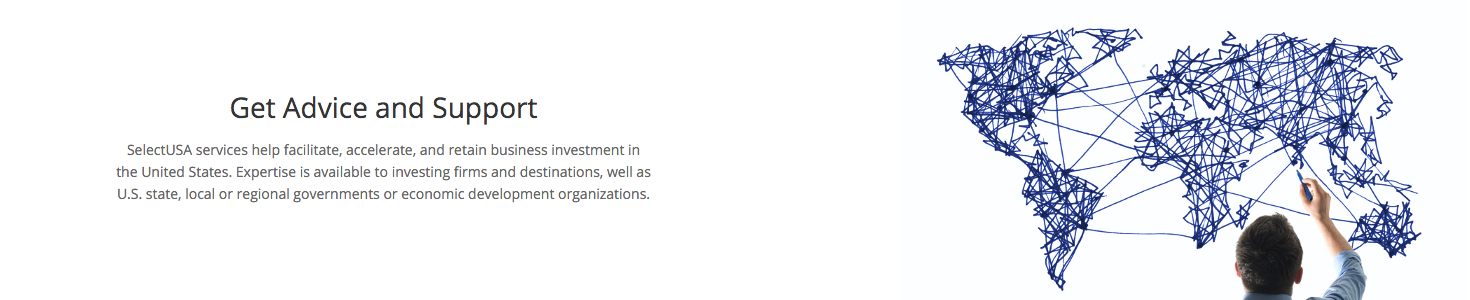 Get Advice and Support
SelectUSA services help facilitate, accelerate, and retain business investment in
the United States. Expertise is available to investing firms and destinations, well as
U.S. state, local or regional governments or economic development organizations.